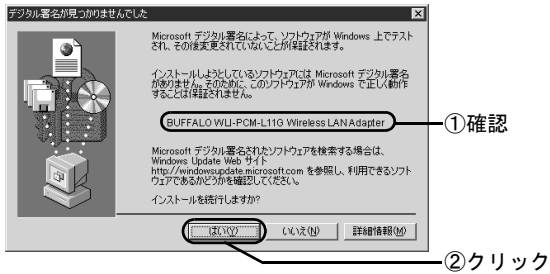 デジタル署名が見つかりませんでした
Microsoft デジタル署名によって、ソフトウェアが Windows 上でテスト
され、その後変更されていないことが保証されます。
インストールしようとしているソフトウェアには Microsoft デジタル署名
がありません。そのために、このソフトウェアが Windows で正しく動作
することは保証されません。
BUFFALO WLI-PCM-L11G Wireless LAN Adapter
①確認
Microsoft デジタル署名されたソフトウェアを検索する場合は、
Windows Update Web サイト
http://windowsupdate.microsoft.com を参照し、利用できるソフト
ウェアであるかどうかを確認してください。
インストールを続行しますか?
はい(Y) いいえ(N) 詳細情報(M)
②クリック